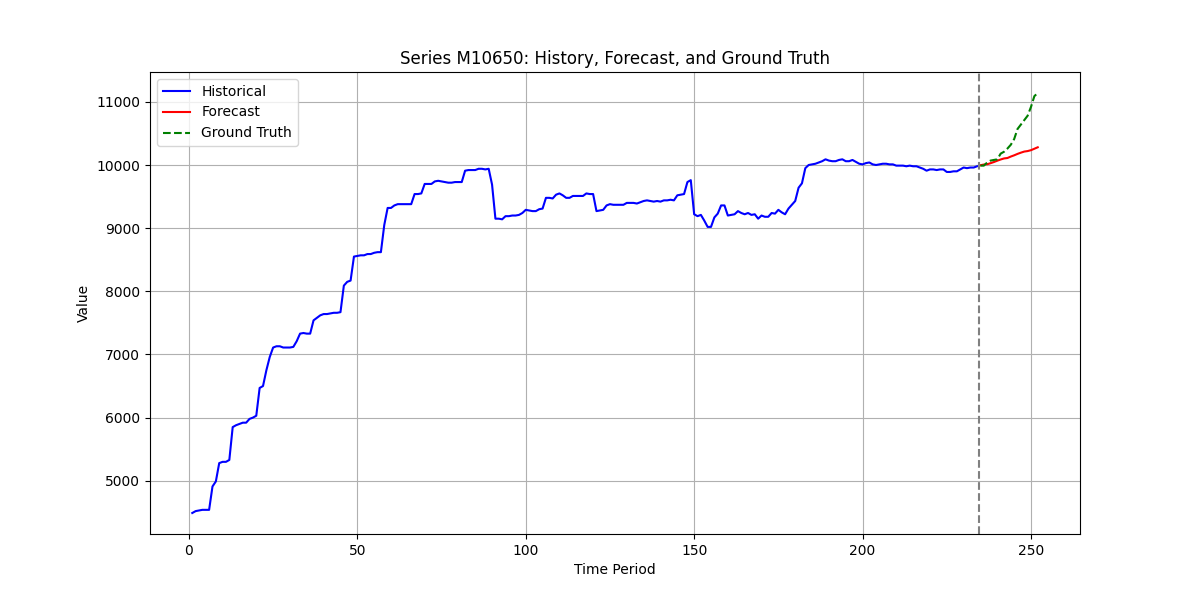 Series M10650: History, Forecast, and Ground Truth
Historical
Forecast
Ground Truth
11000
10000
9000
8000
7000
6000
5000
Value
0 50 100 150 200 250
Time Period